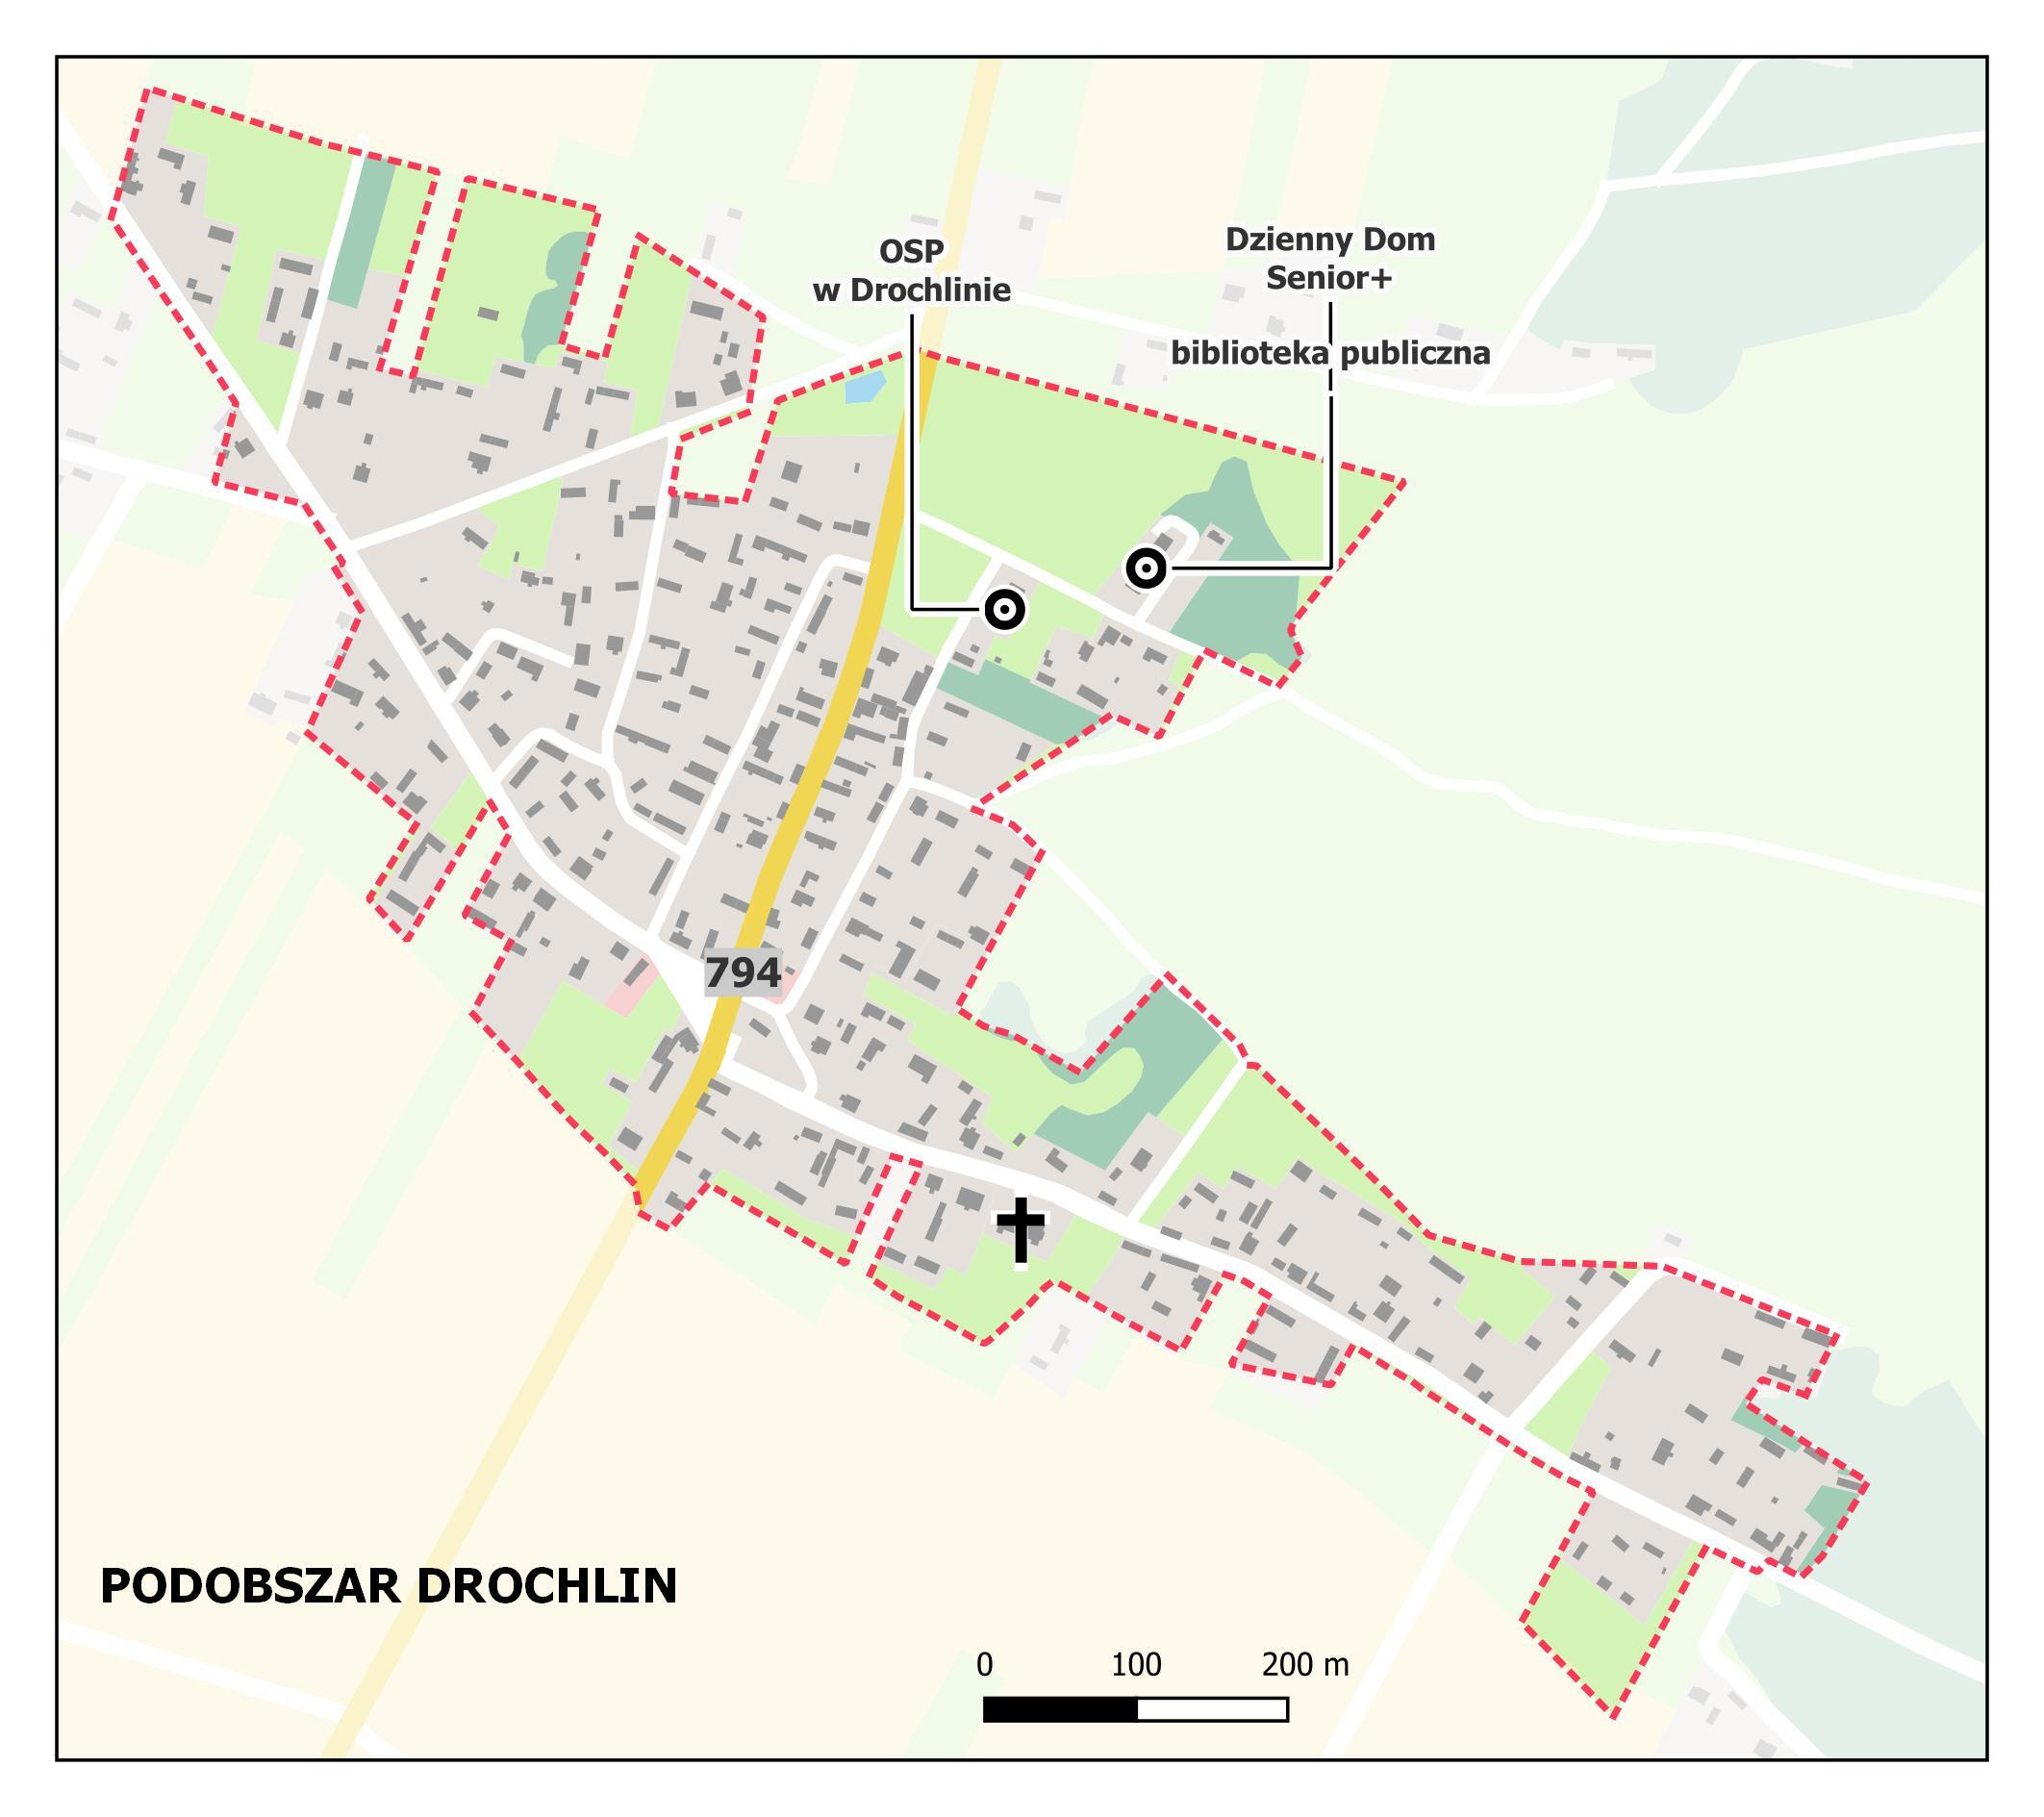 OSP
w Drochlinie
Dzienny Dom
Senior+
biblioteka publiczna
794
PODOBSZAR DROCHLIN
0 100 200 m